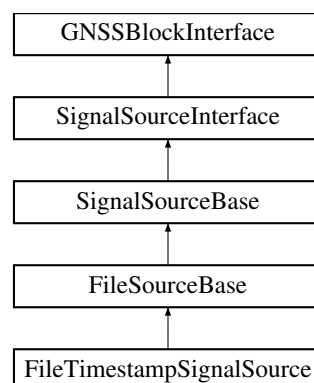 GNSSBlockInterface
SignalSourceInterface
SignalSourceBase
FileSourceBase
FileTimestampSignalSource